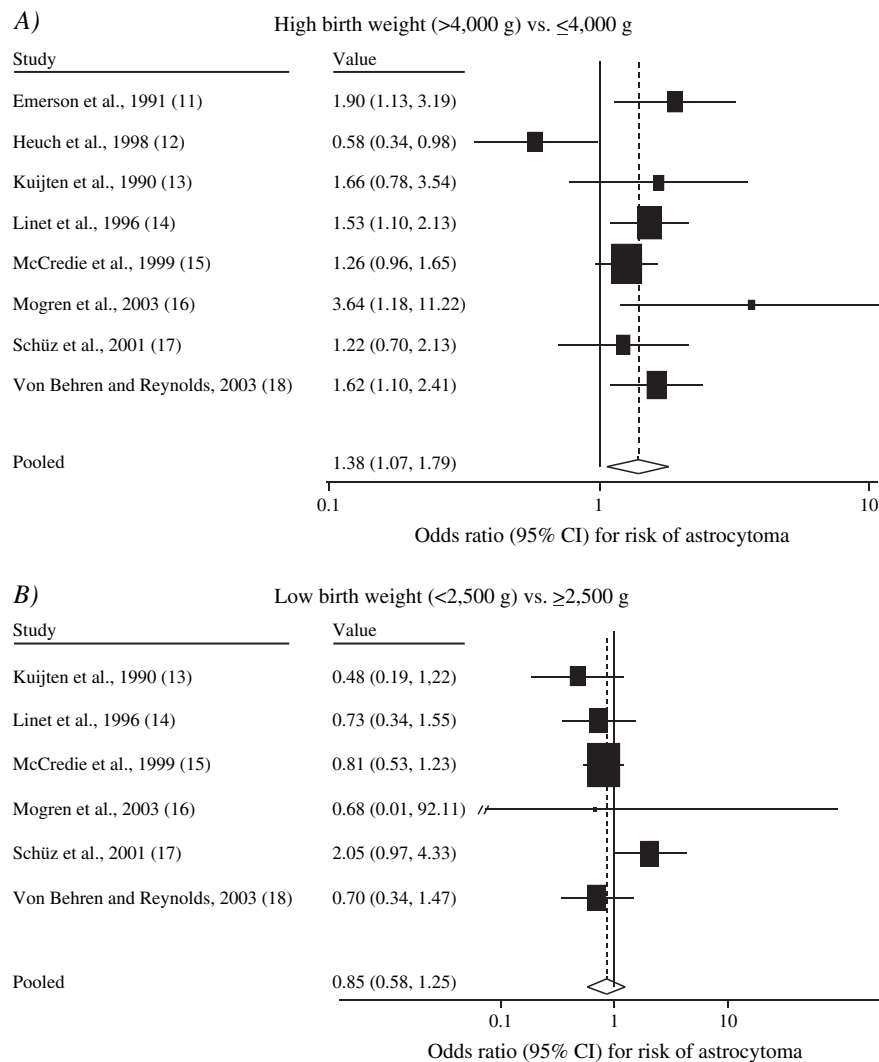 A)
High birth weight (>4,000 g) vs. ≤4,000 g
Study Value
Emerson et al., 1991 (11) 1.90 (1.13, 3.19)
Heuch et al., 1998 (12) 0.58 (0.34, 0.98)
Kuijten et al., 1990 (13) 1.66 (0.78, 3.54)
Linet et al., 1996 (14) 1.53 (1.10, 2.13)
McCredie et al., 1999 (15) 1.26 (0.96, 1.65)
Mogren et al., 2003 (16) 3.64 (1.18, 11.22)
Schüz et al., 2001 (17) 1.22 (0.70, 2.13)
Von Behren and Reynolds, 2003 (18) 1.62 (1.10, 2.41)
Pooled 1.38 (1.07, 1.79)
0.1 1 10
Odds ratio (95% CI) for risk of astrocytoma
B)
Low birth weight (<2,500 g) vs. ≥2,500 g
Study Value
Kuijten et al., 1990 (13) 0.48 (0.19, 1,22)
Linet et al., 1996 (14) 0.73 (0.34, 1.55)
McCredie et al., 1999 (15) 0.81 (0.53, 1.23)
Mogren et al., 2003 (16) 0.68 (0.01, 92.11)
Schüz et al., 2001 (17) 2.05 (0.97, 4.33)
Von Behren and Reynolds, 2003 (18) 0.70 (0.34, 1.47)
Pooled 0.85 (0.58, 1.25)
0.1 1 10
Odds ratio (95% CI) for risk of astrocytoma